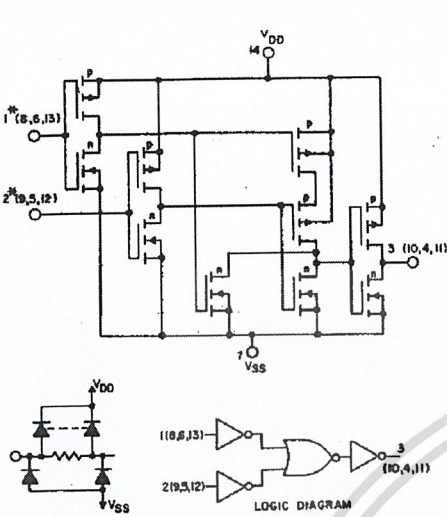 VDD
14
p
1*(8,6,13)
n
p
p
2*(9,5,12)
n
p
p
3 (10,4,11)
n
n
n
7
VSS
VDD
VSS
1(8,6,13)
2(9,5,12)
3
(10,4,11)
LOGIC DIAGRAM